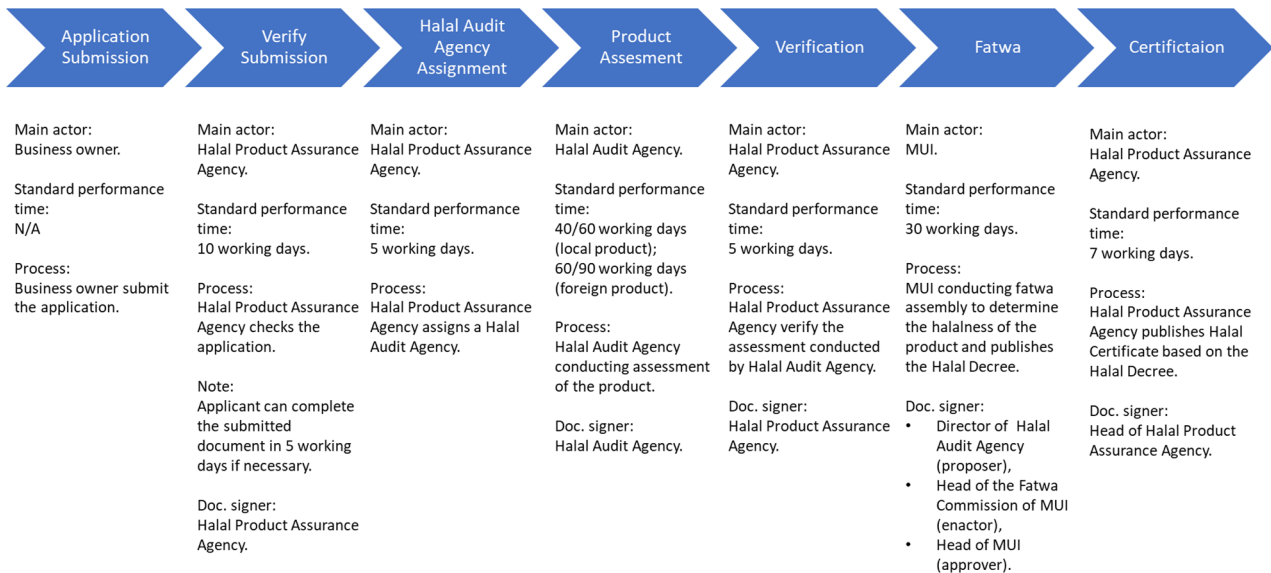 Application
Submission
Verify
Submission
Halal Audit
Agency
Assignment
Product
Assesment
Verification
Fatwa
Certifictaion
Main actor:
Business owner.
Standard performance
time:
N/A
Process:
Business owner submit
the application.
Main actor:
Halal Product Assurance
Agency.
Standard performance
time:
10 working days.
Process:
Halal Product Assurance
Agency checks the
application.
Note:
Applicant can complete
the submitted
document in 5 working
days if necessary.
Doc. signer:
Halal Product Assurance
Agency.
Main actor:
Halal Product Assurance
Agency.
Standard performance
time:
5 working days.
Process:
Halal Product Assurance
Agency assigns a Halal
Audit Agency.
Main actor:
Halal Audit Agency.
Standard performance
time:
40/60 working days
(local product);
60/90 working days
(foreign product).
Process:
Halal Audit Agency
conducting assessment
of the product.
Doc. signer:
Halal Audit Agency.
Main actor:
Halal Product Assurance
Agency.
Standard performance
time:
5 working days.
Process:
Halal Product Assurance
Agency verify the
assessment conducted
by Halal Audit Agency.
Doc. signer:
Halal Product Assurance
Agency.
Main actor:
MUI.
Standard performance
time:
30 working days.
Process:
MUI conducting fatwa
assembly to determine
the halalness of the
product and publishes
the Halal Decree.
Doc. signer:
• Director of Halal
Audit Agency
(proposer),
• Head of the Fatwa
Commission of MUI
(enactor),
• Head of MUI
(approver).
Main actor:
Halal Product Assurance
Agency.
Standard performance
time:
7 working days.
Process:
Halal Product Assurance
Agency publishes Halal
Certificate based on the
Halal Decree.
Doc. signer:
Head of Halal Product
Assurance Agency.